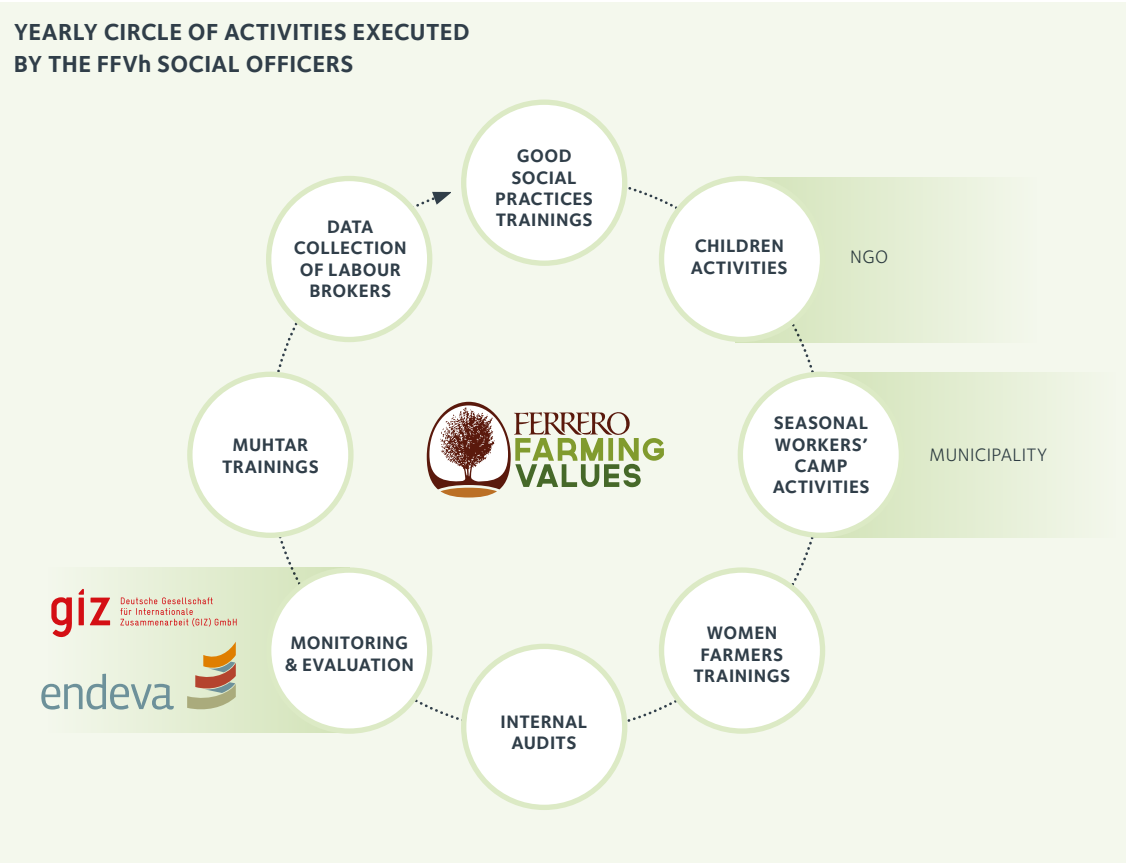 YEARLY CIRCLE OF ACTIVITIES EXECUTED
BY THE FFVh SOCIAL OFFICERS
GOOD
SOCIAL
PRACTICES
TRAININGS
CHILDREN
ACTIVITIES
NGO
SEASONAL
WORKERS’
CAMP
ACTIVITIES
MUNICIPALITY
WOMEN
FARMERS
TRAININGS
INTERNAL
AUDITS
MONITORING
& EVALUATION
giz
Deutsche Gesellschaft
für Internationale
Zusammenarbeit (GIZ) GmbH
endeva
MUHTAR
TRAININGS
DATA
COLLECTION
OF LABOUR
BROKERS
FERRERO
FARMING
VALUES